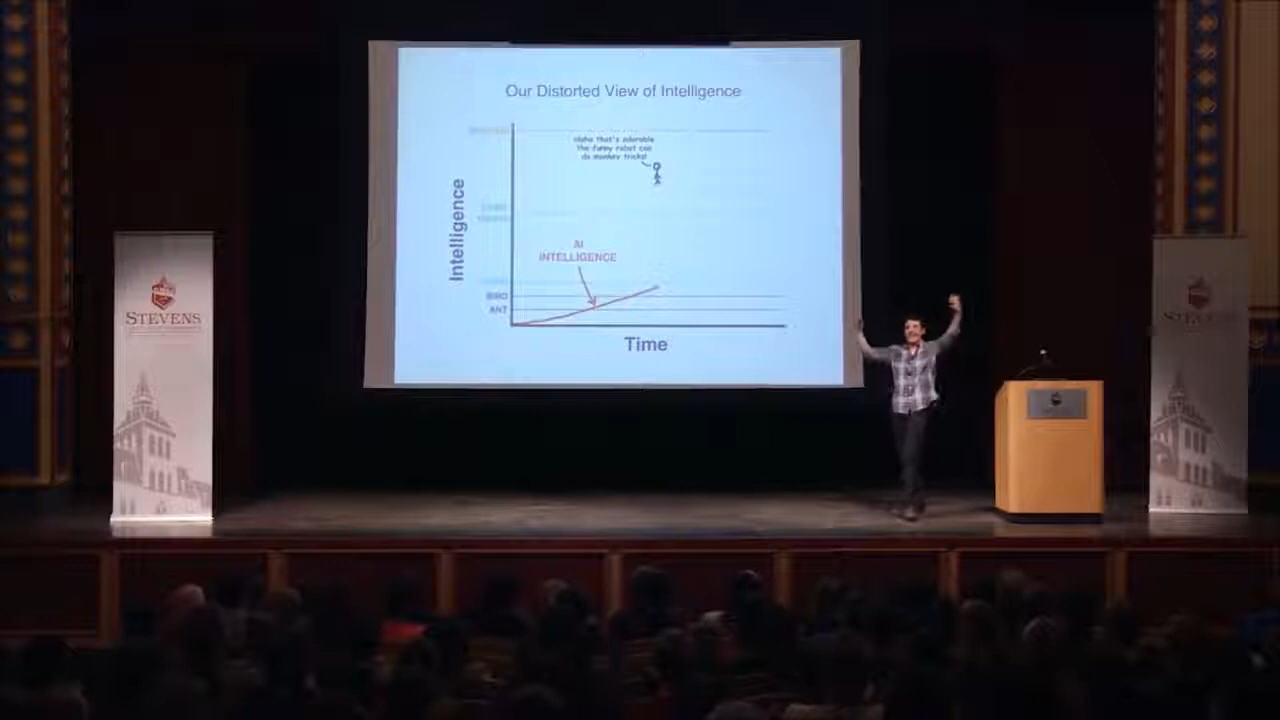 Our Distorted View of Intelligence
Haha that's adorable
the funny robot can
do monkey tricks!
Intelligence
AI
INTELLIGENCE
BIRD
ANT
Time
STEVENS
STEVENS